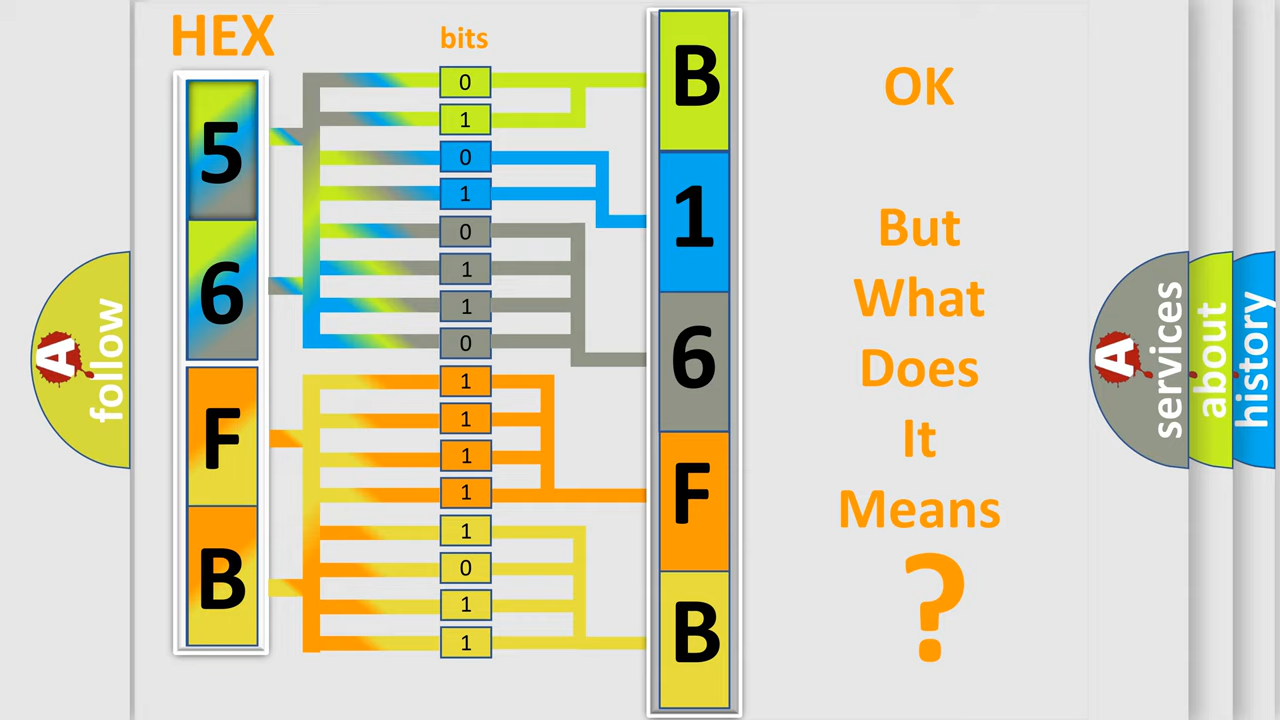 HEX
bits
5
6
F
B
0
1
0
1
0
1
1
0
1
1
1
1
1
0
1
1
B
1
6
F
B
OK
But
What
Does
It
Means
?
A
follow
A
services
about
history